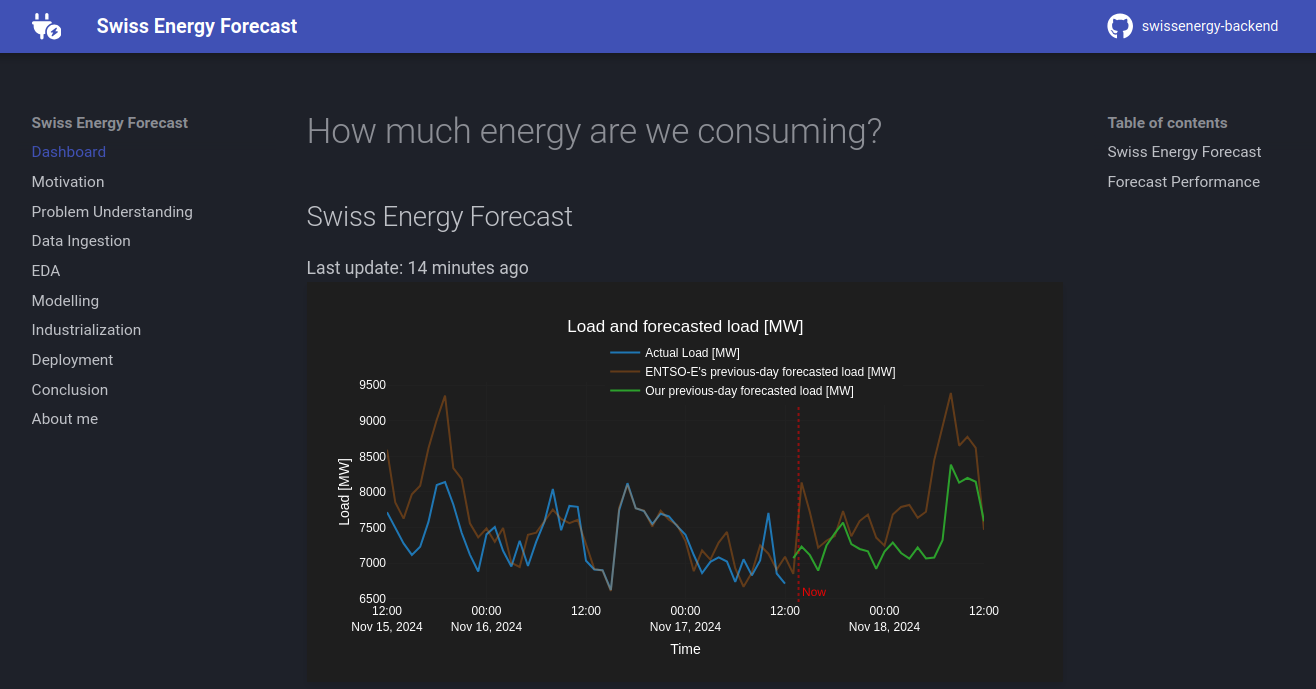 Swiss Energy Forecast
swissenergy-backend
Swiss Energy Forecast
Dashboard
Motivation
Problem Understanding
Data Ingestion
EDA
Modelling
Industrialization
Deployment
Conclusion
About me
How much energy are we consuming?
Swiss Energy Forecast
Last update: 14 minutes ago
Load and forecasted load [MW]
Actual Load [MW]
ENTSO-E's previous-day forecasted load [MW]
Our previous-day forecasted load [MW]
Load [MW]
9500
9000
8500
8000
7500
7000
6500
Now
12:00 00:00 12:00 00:00 12:00 00:00 12:00
Nov 15, 2024 Nov 16, 2024 Nov 17, 2024 Nov 18, 2024
Time
Table of contents
Swiss Energy Forecast
Forecast Performance